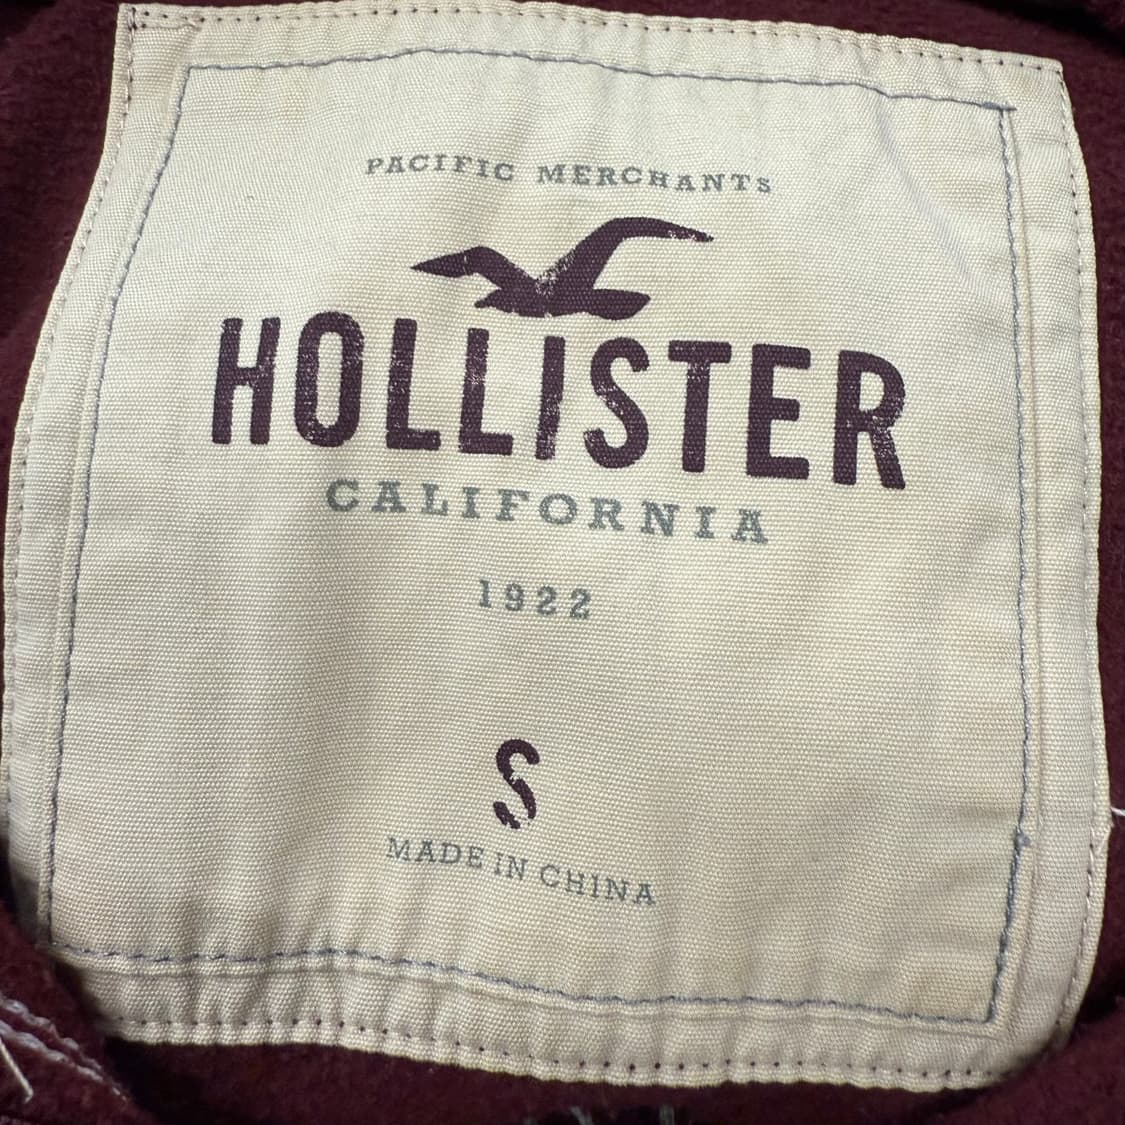 PACIFIC MERCHANTS
HOLLISTER
CALIFORNIA
1922
S
MADE IN CHINA